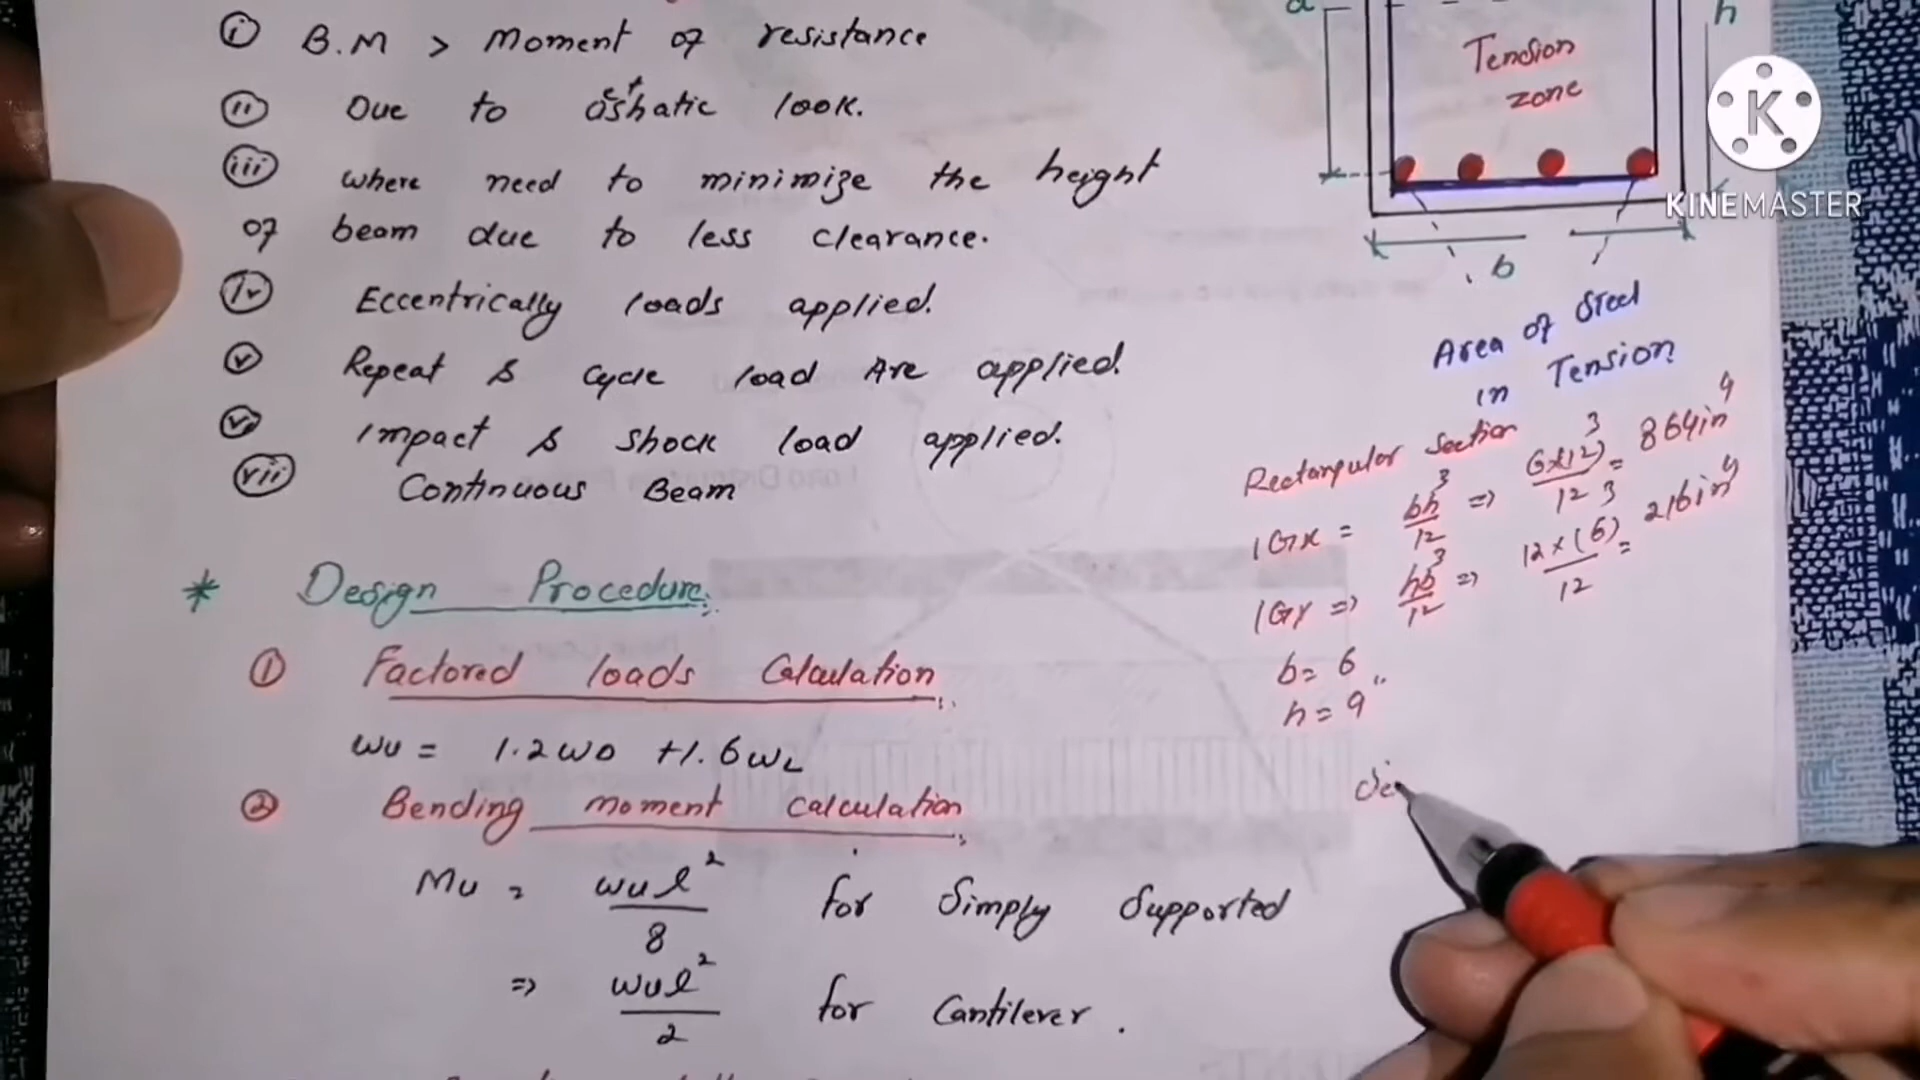 i B.M > Moment of resistance
ii Due to asthatic look.
iii where need to minimize the height
of beam due to less clearance.
iv Eccentrically loads applied.
v Repeat & cycle load Are applied.
vi Impact & shock load applied.
vii Continuous Beam
* Design Procedure:
① Factored loads Calculation
wu = 1.2wD +1.6wL
② Bending moment calculation
Mu = wul²/8 for Simply Supported
=> wul²/2 for Cantilever.
d
h
Tension
zone
b
Area of Steel
in Tension
Rectangular Section
IGx = bh³/12 => 6x(12)³/12 = 864in⁴
IGy => hb³/12 => 12x(6)³/12 = 216in⁴
b= 6
h= 9"
K
KINEMASTER